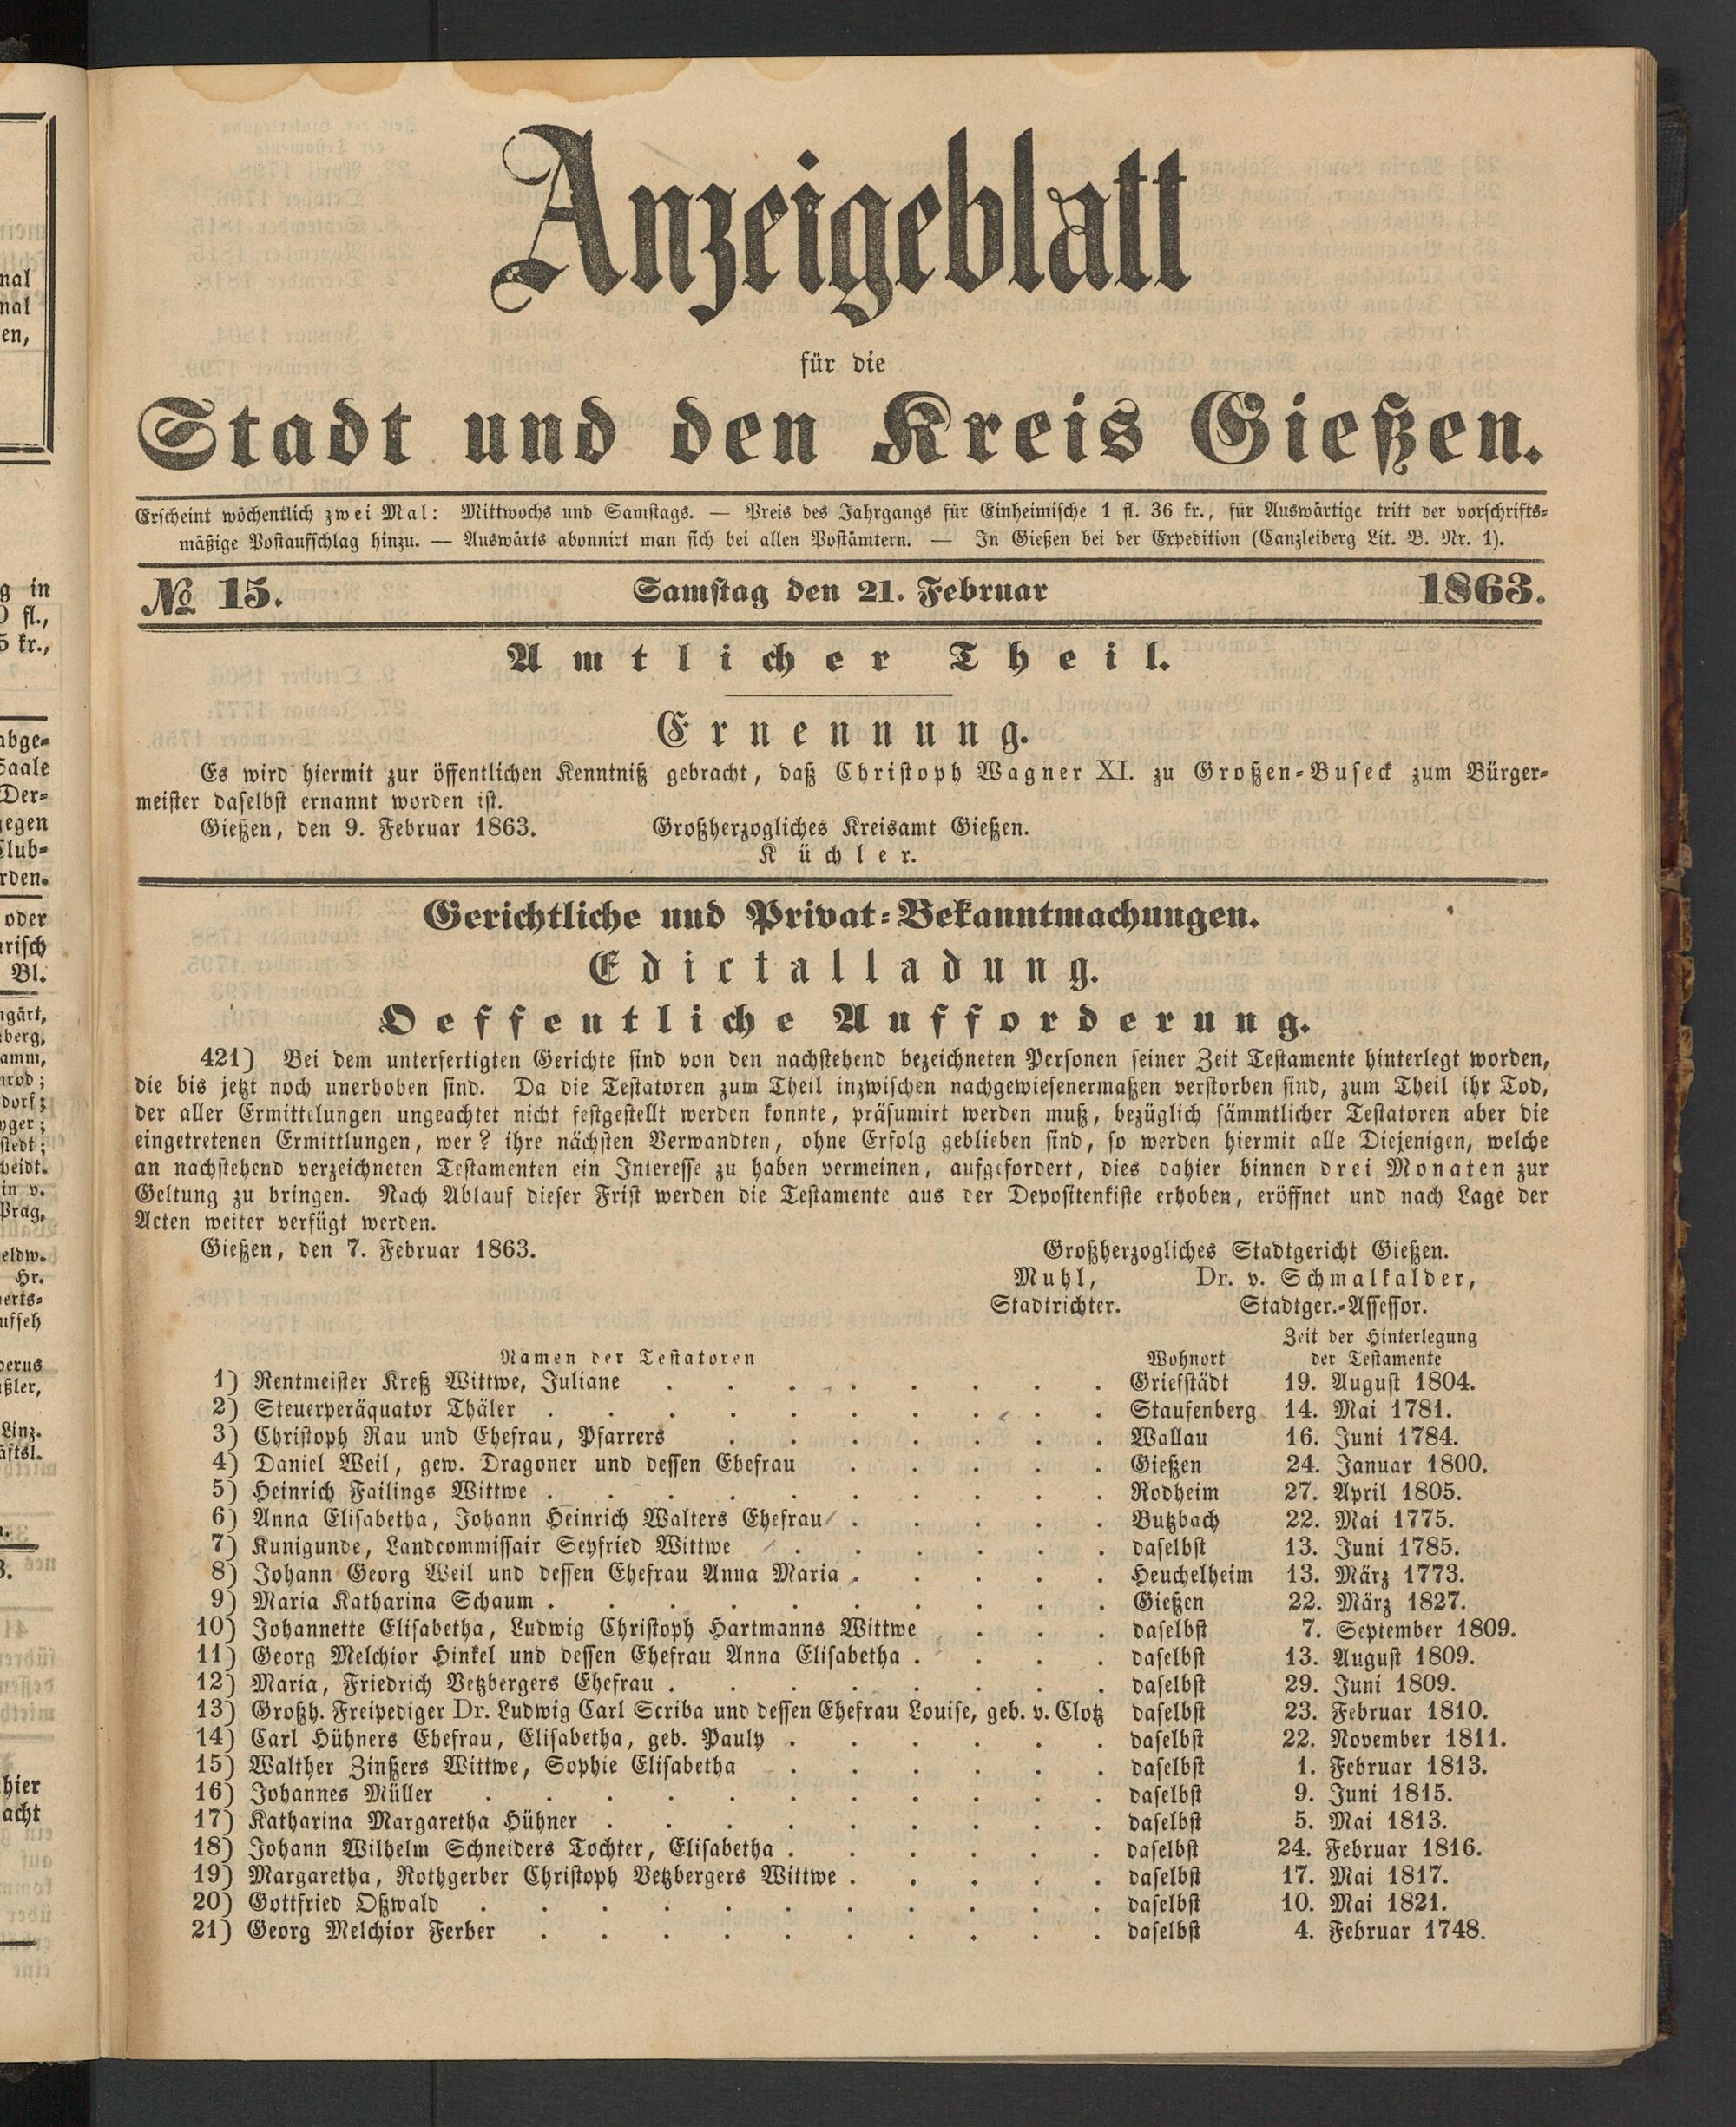 Anzeigeblatt
für die
Stadt und den Kreis Gießen.
Erscheint wöchentlich zwei Mal: Mittwochs und Samstags. — Preis des Jahrgangs für Einheimische 1 fl. 36 kr., für Auswärtige tritt der vorschrifts-
mäßige Postaufschlag hinzu. — Auswärts abonnirt man sich bei allen Postämtern. — In Gießen bei der Expedition (Canzleiberg Lit. B. Nr. 1).
№ 15. Samstag den 21. Februar 1863.
Amtlicher Theil.
Ernennung.
Es wird hiermit zur öffentlichen Kenntniß gebracht, daß Christoph Wagner XI. zu Großen-Buseck zum Bürger-
meister daselbst ernannt worden ist.
Gießen, den 9. Februar 1863. Großherzogliches Kreisamt Gießen.
Küchler.
Gerichtliche und Privat-Bekanntmachungen.
Edictalladung.
Oeffentliche Aufforderung.
421) Bei dem unterfertigten Gerichte sind von den nachstehend bezeichneten Personen seiner Zeit Testamente hinterlegt worden,
die bis jetzt noch unerhoben sind. Da die Testatoren zum Theil inzwischen nachgewiesenermaßen verstorben sind, zum Theil ihr Tod,
der aller Ermittelungen ungeachtet nicht festgestellt werden konnte, präsumirt werden muß, bezüglich sämmtlicher Testatoren aber die
eingetretenen Ermittlungen, wer? ihre nächsten Verwandten, ohne Erfolg geblieben sind, so werden hiermit alle Diejenigen, welche
an nachstehend verzeichneten Testamenten ein Interesse zu haben vermeinen, aufgefordert, dies dahier binnen drei Monaten zur
Geltung zu bringen. Nach Ablauf dieser Frist werden die Testamente aus der Depositenkiste erhoben, eröffnet und nach Lage der
Acten weiter verfügt werden.
Gießen, den 7. Februar 1863. Großherzogliches Stadtgericht Gießen.
Muhl, Dr. v. Schmalkalder,
Stadtrichter. Stadtger.-Assessor.
Zeit der Hinterlegung
Namen der Testatoren Wohnort der Testamente
1) Rentmeister Kreß Wittwe, Juliane . . . . . . . . Griefstädt 19. August 1804.
2) Steuerperäquator Thäler . . . . . . . . . . Staufenberg 14. Mai 1781.
3) Christoph Rau und Ehefrau, Pfarrers . . . . . . . Wallau 16. Juni 1784.
4) Daniel Weil, gew. Dragoner und dessen Ehefrau . . . . . Gießen 24. Januar 1800.
5) Heinrich Failings Wittwe . . . . . . . . . . Rodheim 27. April 1805.
6) Anna Elisabetha, Johann Heinrich Walters Ehefrau . . . . . Butzbach 22. Mai 1775.
7) Kunigunde, Landcommissair Seyfried Wittwe . . . . . . daselbst 13. Juni 1785.
8) Johann Georg Weil und dessen Ehefrau Anna Maria . . . . . Heuchelheim 13. März 1773.
9) Maria Katharina Schaum . . . . . . . . . . Gießen 22. März 1827.
10) Johannette Elisabetha, Ludwig Christoph Hartmanns Wittwe . . . daselbst 7. September 1809.
11) Georg Melchior Hinkel und dessen Ehefrau Anna Elisabetha . . . . daselbst 13. August 1809.
12) Maria, Friedrich Vetzbergers Ehefrau . . . . . . . . daselbst 29. Juni 1809.
13) Großh. Freipediger Dr. Ludwig Carl Scriba und dessen Ehefrau Louise, geb. v. Clotz daselbst 23. Februar 1810.
14) Carl Hühners Ehefrau, Elisabetha, geb. Pauly . . . . . . daselbst 22. November 1811.
15) Walther Zinßers Wittwe, Sophie Elisabetha . . . . . . daselbst 1. Februar 1813.
16) Johannes Müller . . . . . . . . . . . daselbst 9. Juni 1815.
17) Katharina Margaretha Hühner . . . . . . . . . daselbst 5. Mai 1813.
18) Johann Wilhelm Schneiders Tochter, Elisabetha . . . . . . daselbst 24. Februar 1816.
19) Margaretha, Rothgerber Christoph Vetzbergers Wittwe . . . . . daselbst 17. Mai 1817.
20) Gottfried Oßwald . . . . . . . . . . . daselbst 10. Mai 1821.
21) Georg Melchior Ferber . . . . . . . . . . daselbst 4. Februar 1748.